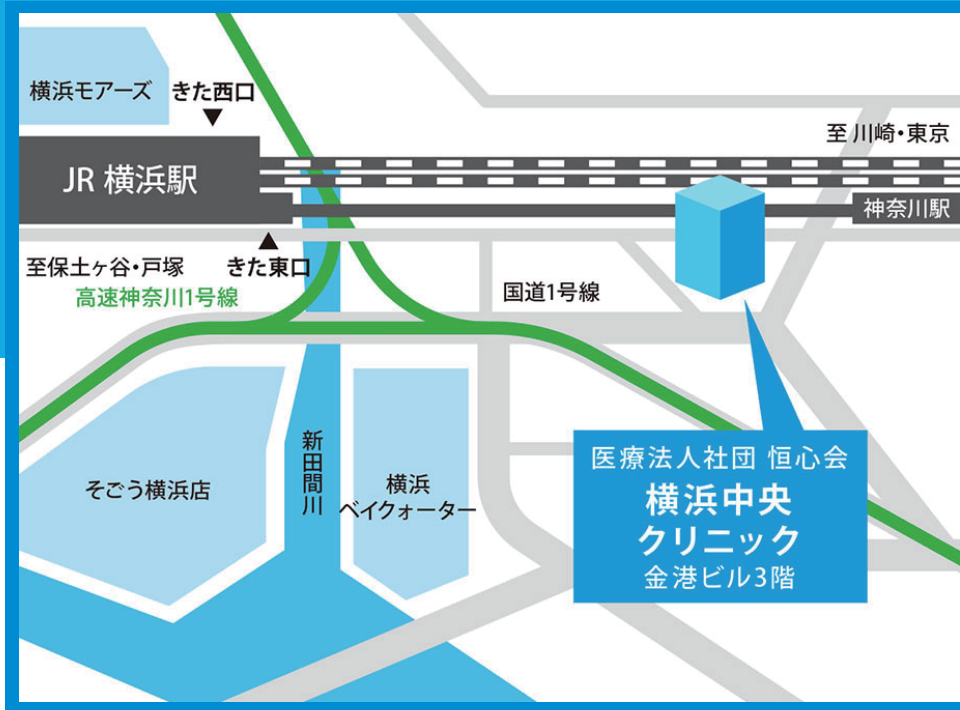 横浜モアーズ
きた西口
▼
至 川崎・東京
JR 横浜駅
神奈川駅
▲
至保土ヶ谷・戸塚
きた東口
高速神奈川1号線
国道1号線
新田間川
そごう横浜店
横浜
ベイクォーター
医療法人社団 恒心会
横浜中央
クリニック
金港ビル3階